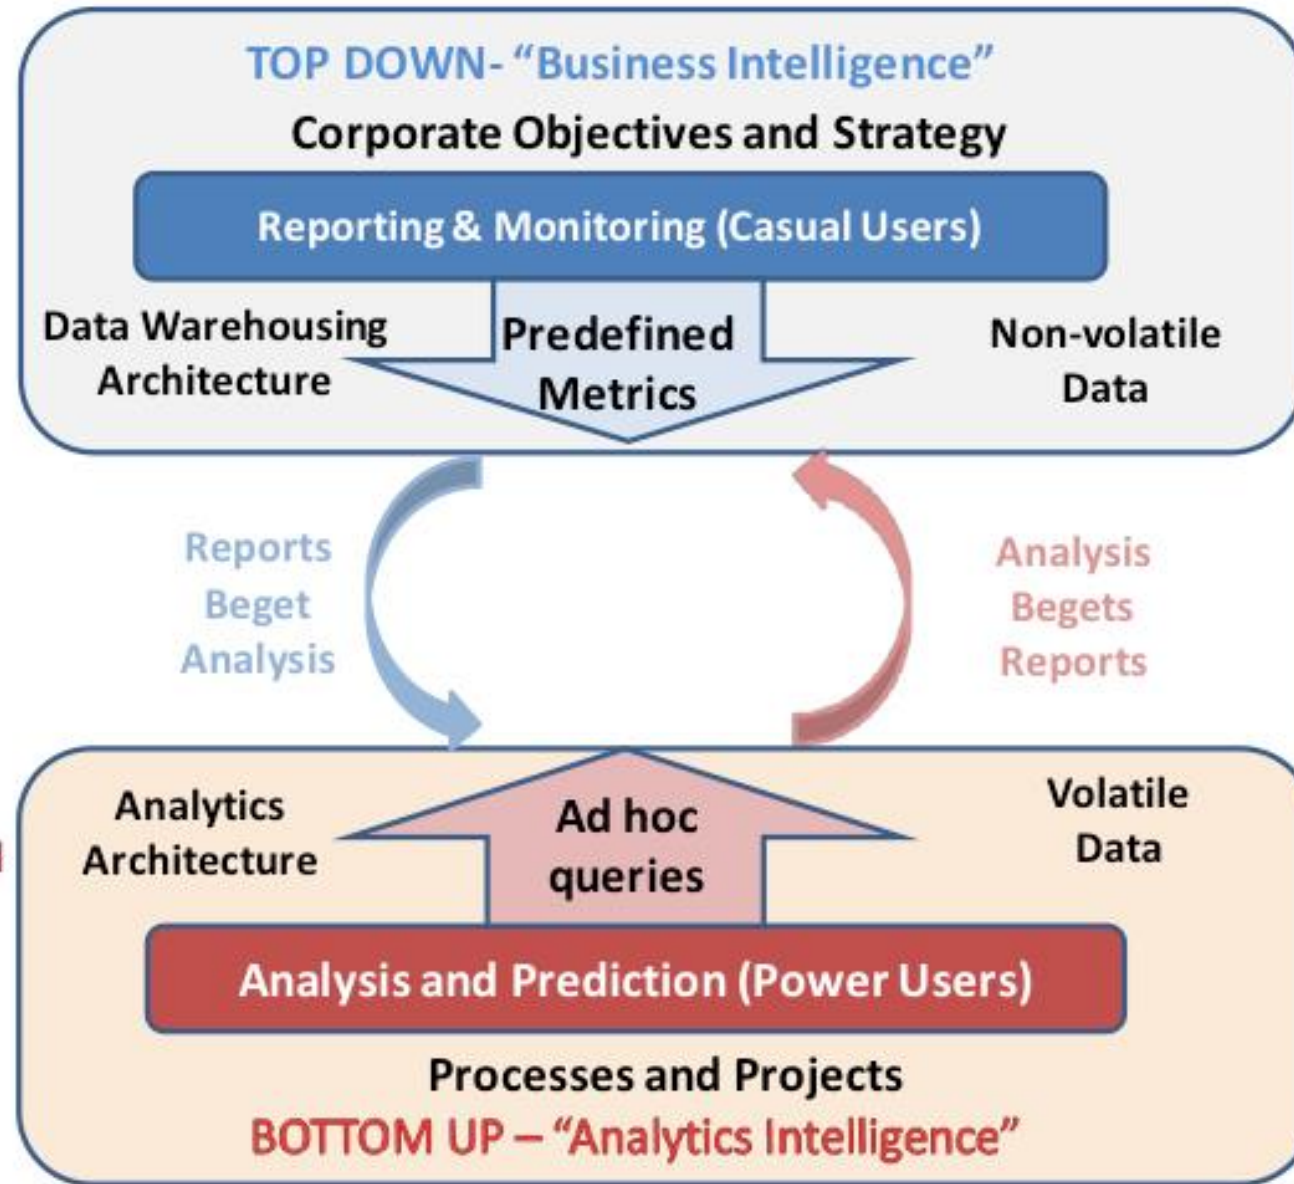 TOP DOWN- “Business Intelligence”
Corporate Objectives and Strategy
Reporting & Monitoring (Casual Users)
Data Warehousing
Architecture
Predefined
Metrics
Non-volatile
Data
Reports
Beget
Analysis
Analysis
Begets
Reports
Analytics
Architecture
Ad hoc
queries
Volatile
Data
Analysis and Prediction (Power Users)
Processes and Projects
BOTTOM UP – “Analytics Intelligence”